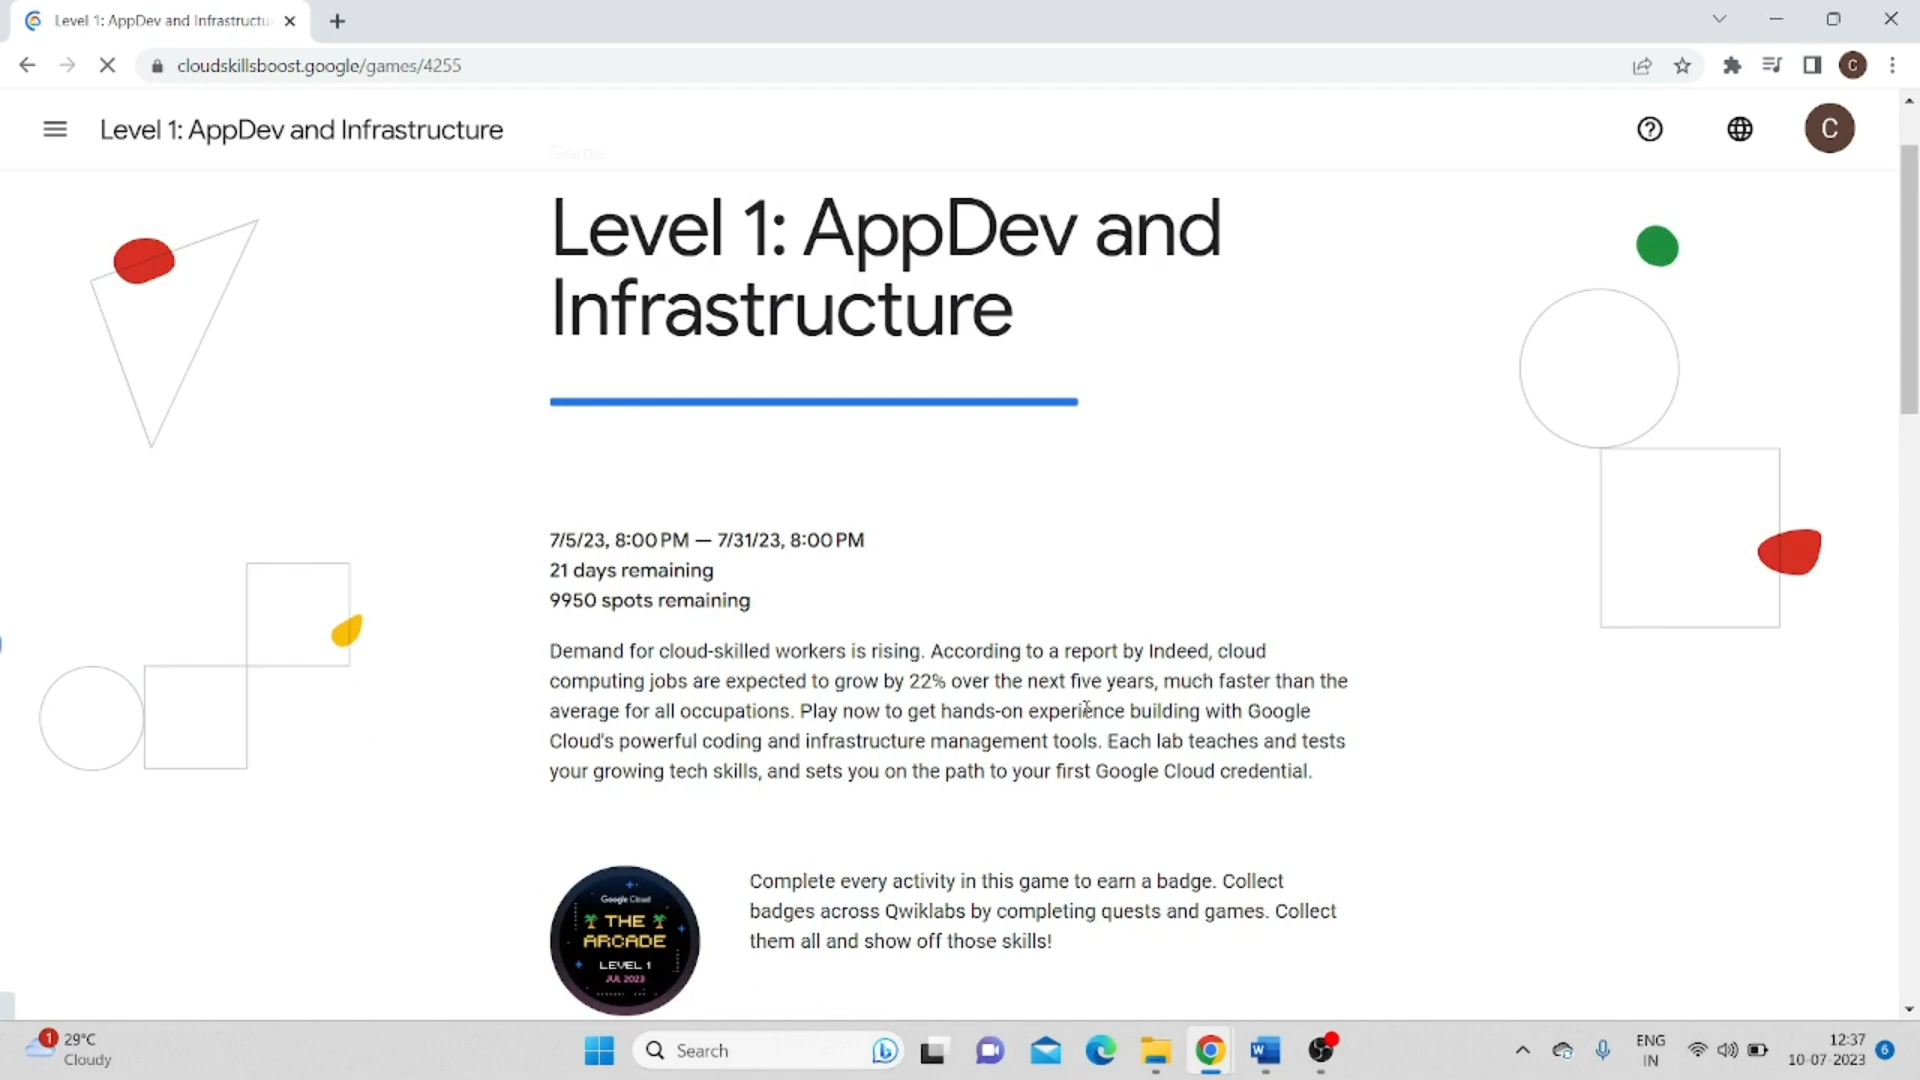 Level 1: AppDev and Infrastructu
cloudskillsboost.google/games/4255
C
Level 1: AppDev and Infrastructure
C
Game
Level 1: AppDev and
Infrastructure
7/5/23, 8:00 PM — 7/31/23, 8:00 PM
21 days remaining
9950 spots remaining
Demand for cloud-skilled workers is rising. According to a report by Indeed, cloud
computing jobs are expected to grow by 22% over the next five years, much faster than the
average for all occupations. Play now to get hands-on experience building with Google
Cloud's powerful coding and infrastructure management tools. Each lab teaches and tests
your growing tech skills, and sets you on the path to your first Google Cloud credential.
Google Cloud
THE
ARCADE
LEVEL 1
JUL 2023
Complete every activity in this game to earn a badge. Collect
badges across Qwiklabs by completing quests and games. Collect
them all and show off those skills!
1
29°C
Cloudy
Search
ENG
IN
12:37
10-07-2023
6